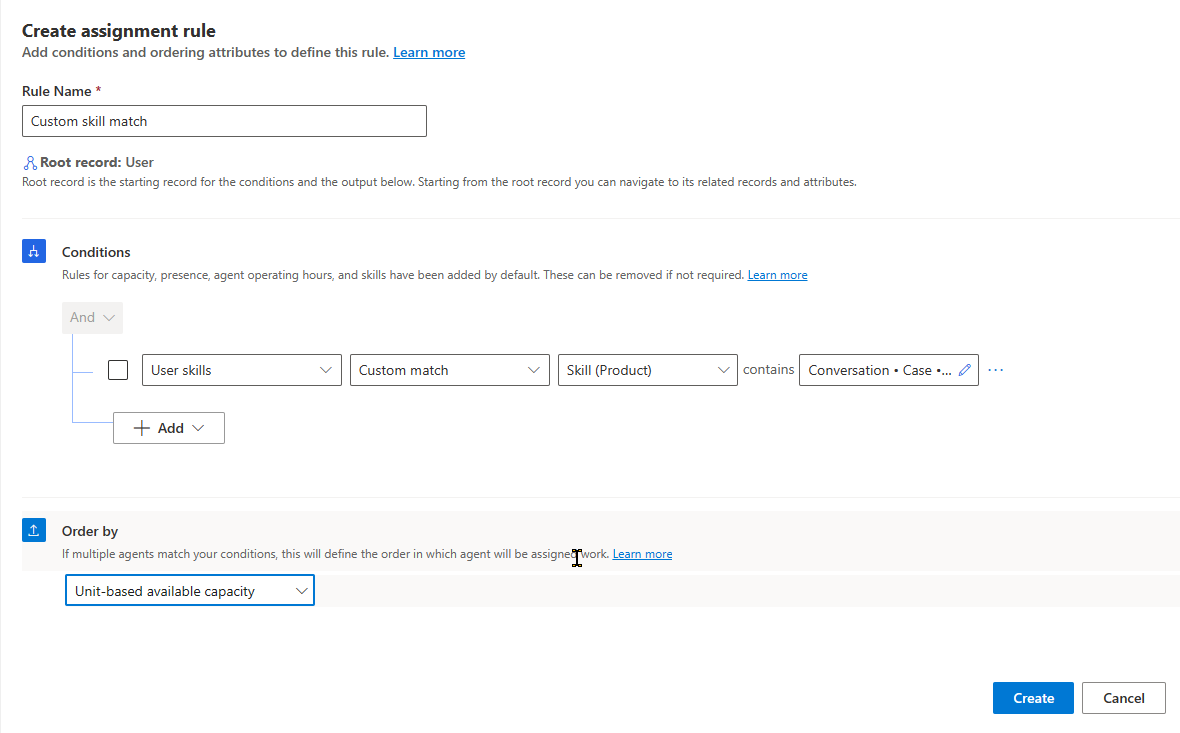 Create assignment rule
Add conditions and ordering attributes to define this rule. Learn more
Rule Name *
Custom skill match
Root record: User
Root record is the starting record for the conditions and the output below. Starting from the root record you can navigate to its related records and attributes.
Conditions
Rules for capacity, presence, agent operating hours, and skills have been added by default. These can be removed if not required. Learn more
And
User skills Custom match Skill (Product) contains Conversation • Case •... ...
Add
Order by
If multiple agents match your conditions, this will define the order in which agent will be assigned work. Learn more
Unit-based available capacity
Create Cancel